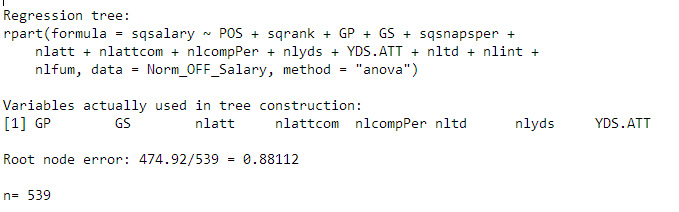 Regression tree:
rpart(formula = sqsalary ~ POS + sqrank + GP + GS + sqsnapsper +
    nlatt + nlattcom + nlcompPer + nlyds + YDS.ATT + nltd + nlint +
    nlfum, data = Norm_OFF_Salary, method = "anova")
Variables actually used in tree construction:
[1] GP        GS        nlatt     nlattcom  nlcompPer nltd      nlyds     YDS.ATT
Root node error: 474.92/539 = 0.88112
n= 539